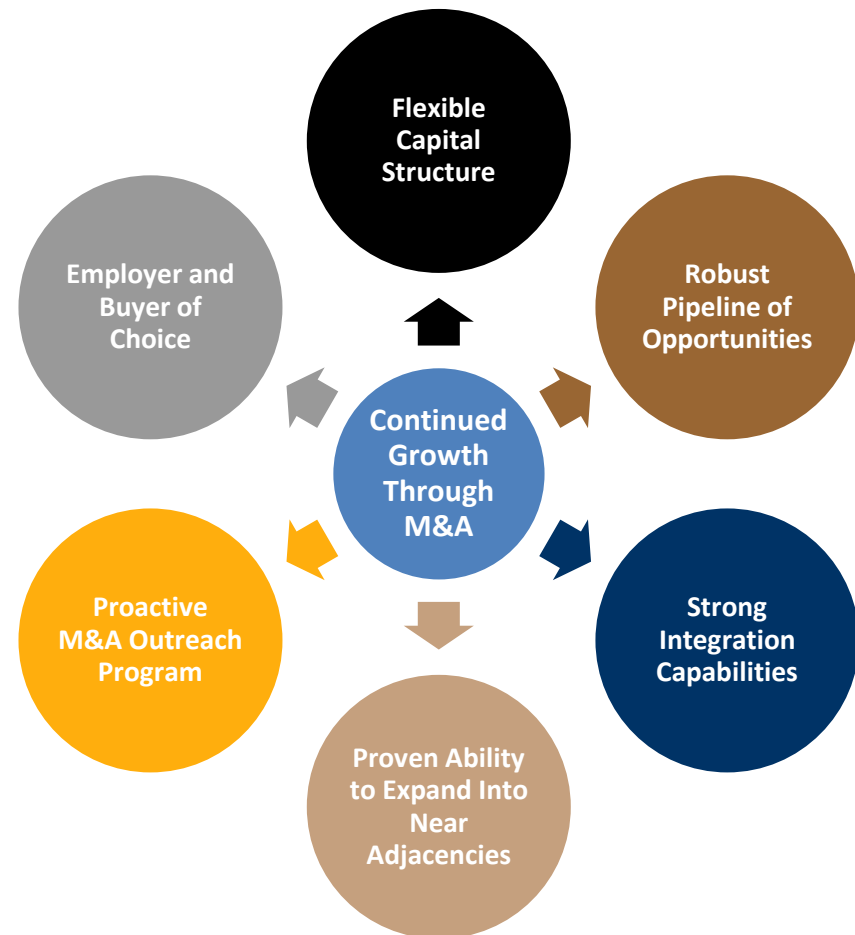 Flexible
Capital
Structure
Employer and
Buyer of
Choice
Robust
Pipeline of
Opportunities
Continued
Growth
Through
M&A
Proactive
M&A Outreach
Program
Strong
Integration
Capabilities
Proven Ability
to Expand Into
Near
Adjacencies